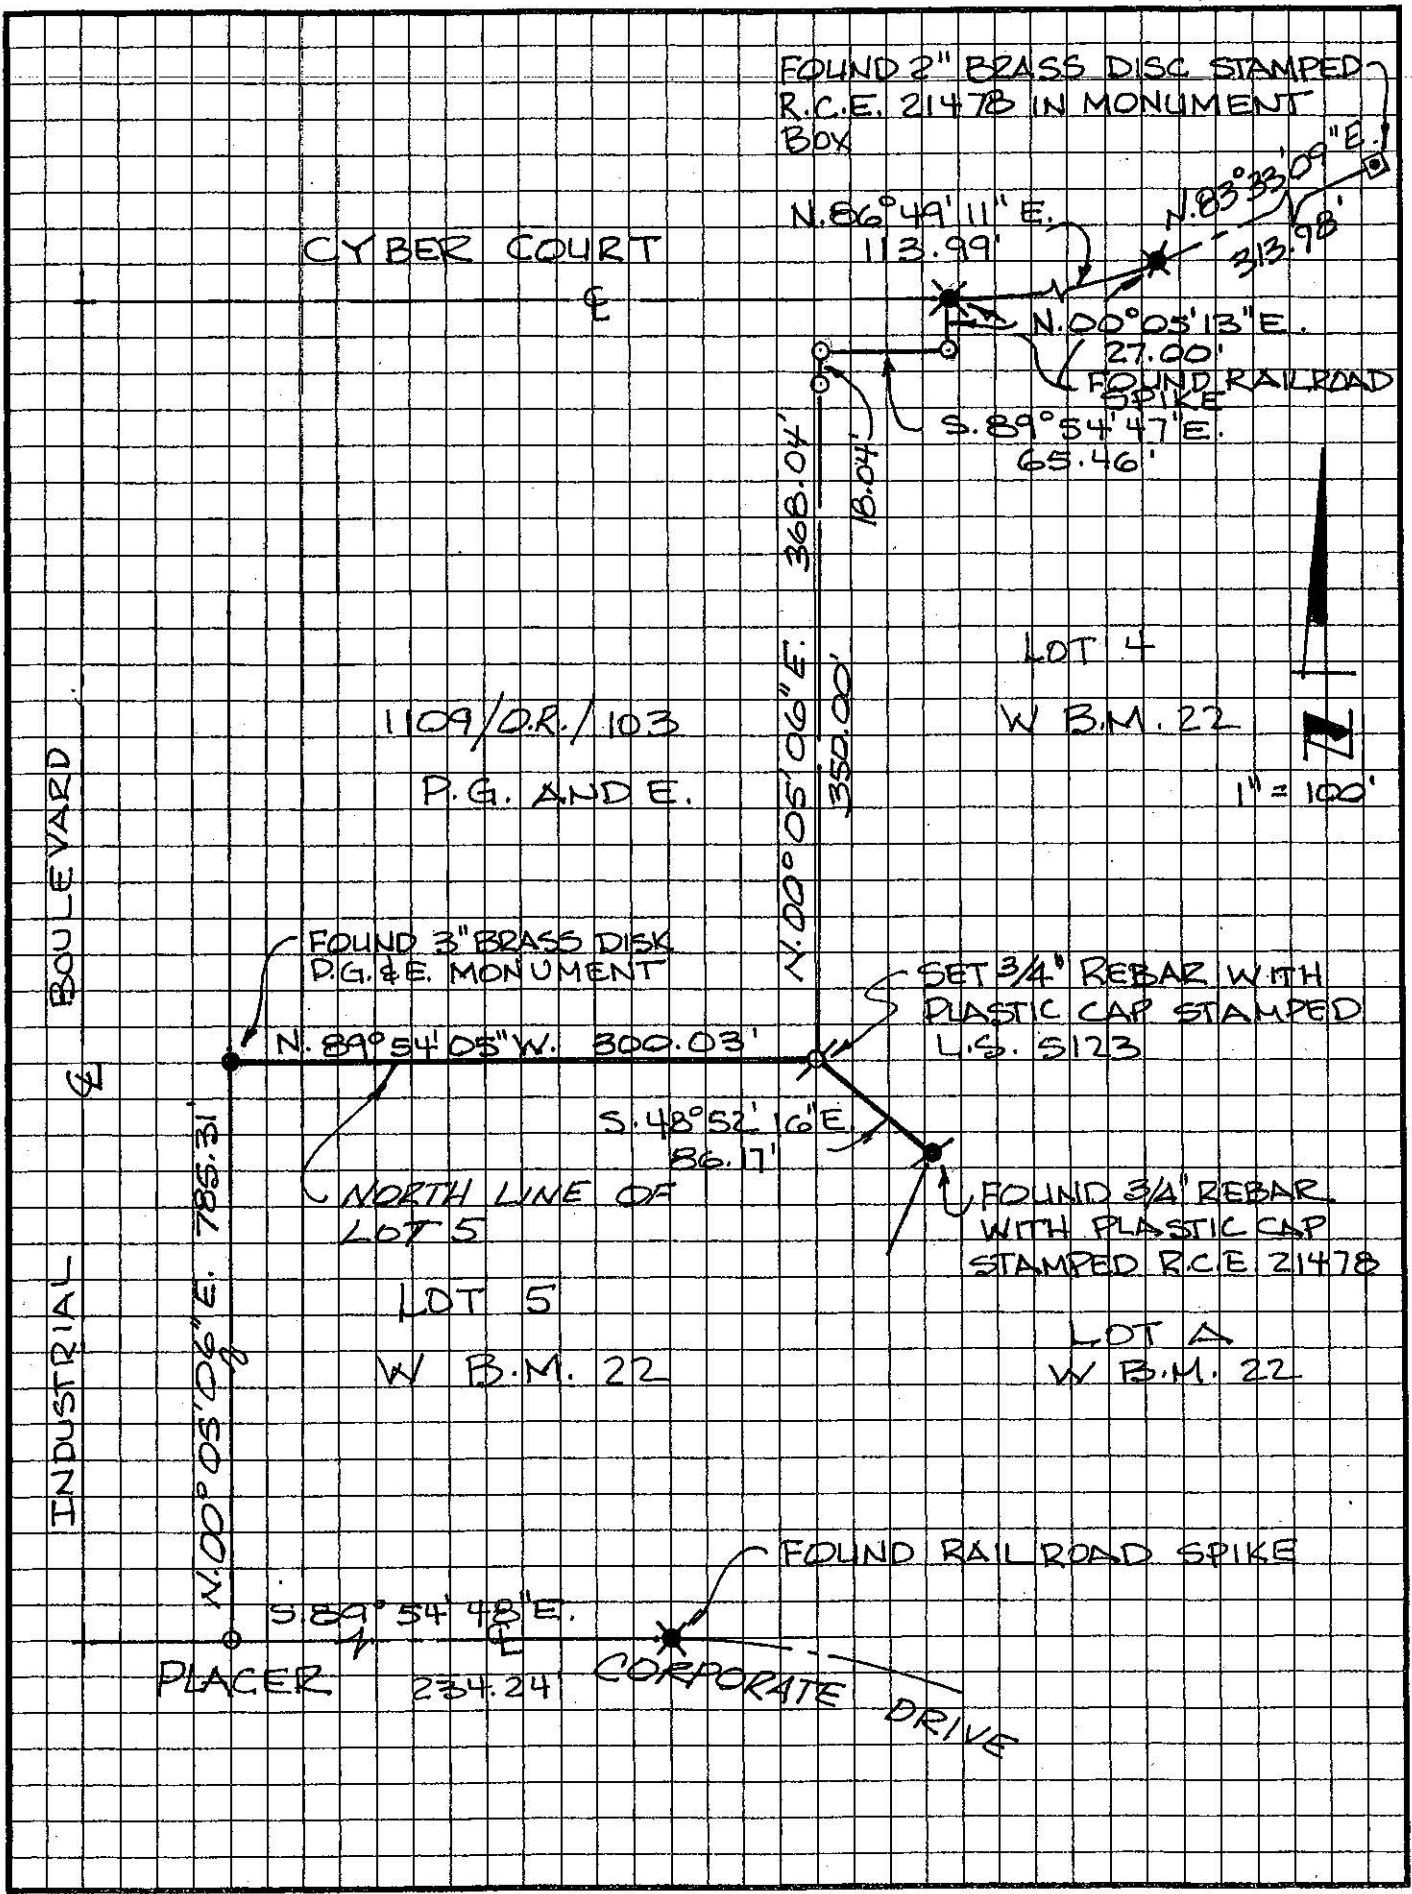 FOUND 2" BRASS DISC STAMPED
R.C.E. 21478 IN MONUMENT
BOX
N.83°33'09"E.
313.98'
N.86°49'11"E.
113.99'
CYBER COURT
N.00°05'13"E.
27.00'
FOUND RAILROAD
SPIKE
S.89°54'47"E.
65.46'
368.04'
18.04'
N.00°05'06"E.
350.00'
LOT 4
W B.M. 22
1" = 100'
1109/O.R./103
P.G. AND E.
BOULEVARD
FOUND 3" BRASS DISK
P.G.&E. MONUMENT
SET 3/4" REBAR WITH
PLASTIC CAP STAMPED
L.S. 5123
N.89°54'05"W. 300.03'
S.48°52'16"E
86.17'
NORTH LINE OF
LOT 5
FOUND 3/4" REBAR
WITH PLASTIC CAP
STAMPED R.C.E. 21478
LOT 5
W B.M. 22
LOT A
W B.M. 22
INDUSTRIAL
N.00°05'06"E. 785.31'
FOUND RAILROAD SPIKE
S89°54'48"E.
234.24'
PLACER CORPORATE DRIVE